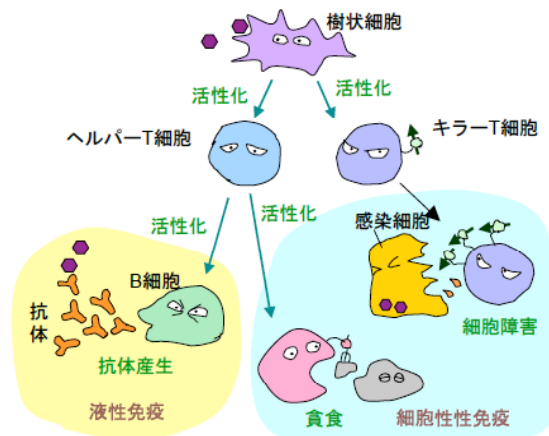 樹状細胞
活性化
活性化
ヘルパーT細胞
キラーT細胞
活性化
活性化
感染細胞
B細胞
抗体
細胞障害
抗体産生
貪食
細胞性性免疫
液性免疫